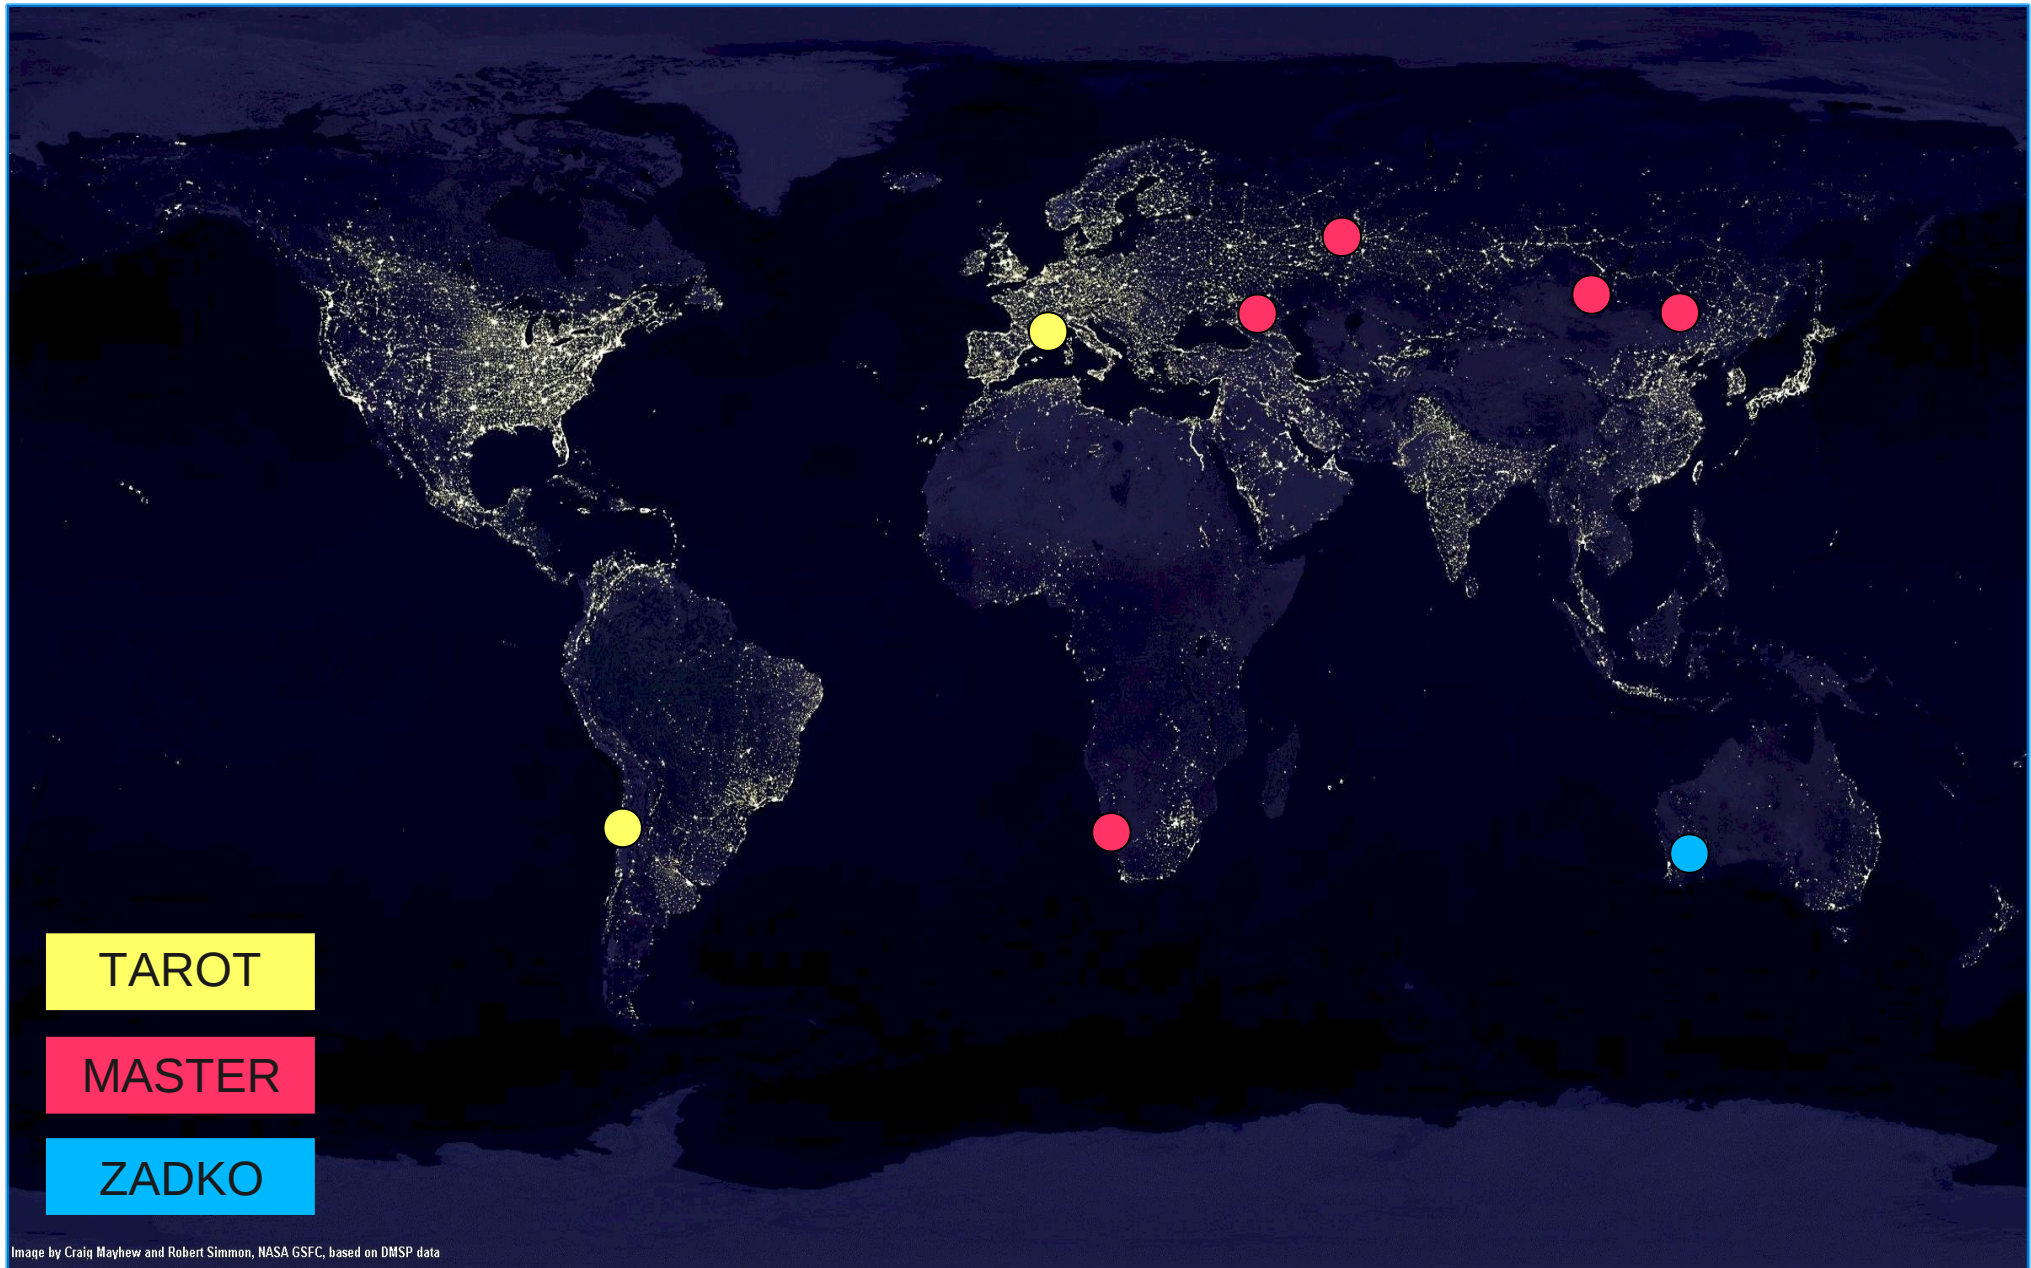 TAROT
MASTER
ZADKO
Image by Craig Mayhew and Robert Simmon, NASA GSFC, based on DMSP data